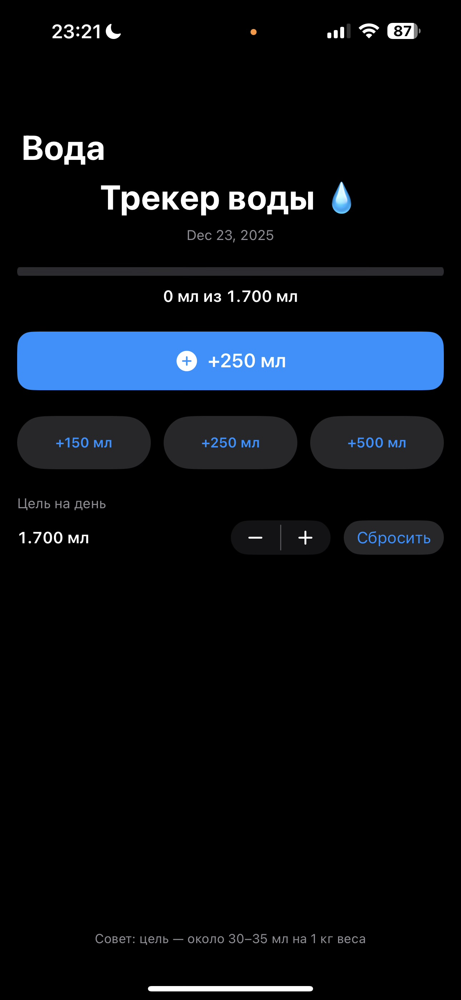 23:21
87
Вода
Трекер воды 💧
Dec 23, 2025
0 мл из 1.700 мл
+250 мл
+150 мл +250 мл +500 мл
Цель на день
1.700 мл Сбросить
Совет: цель — около 30–35 мл на 1 кг веса